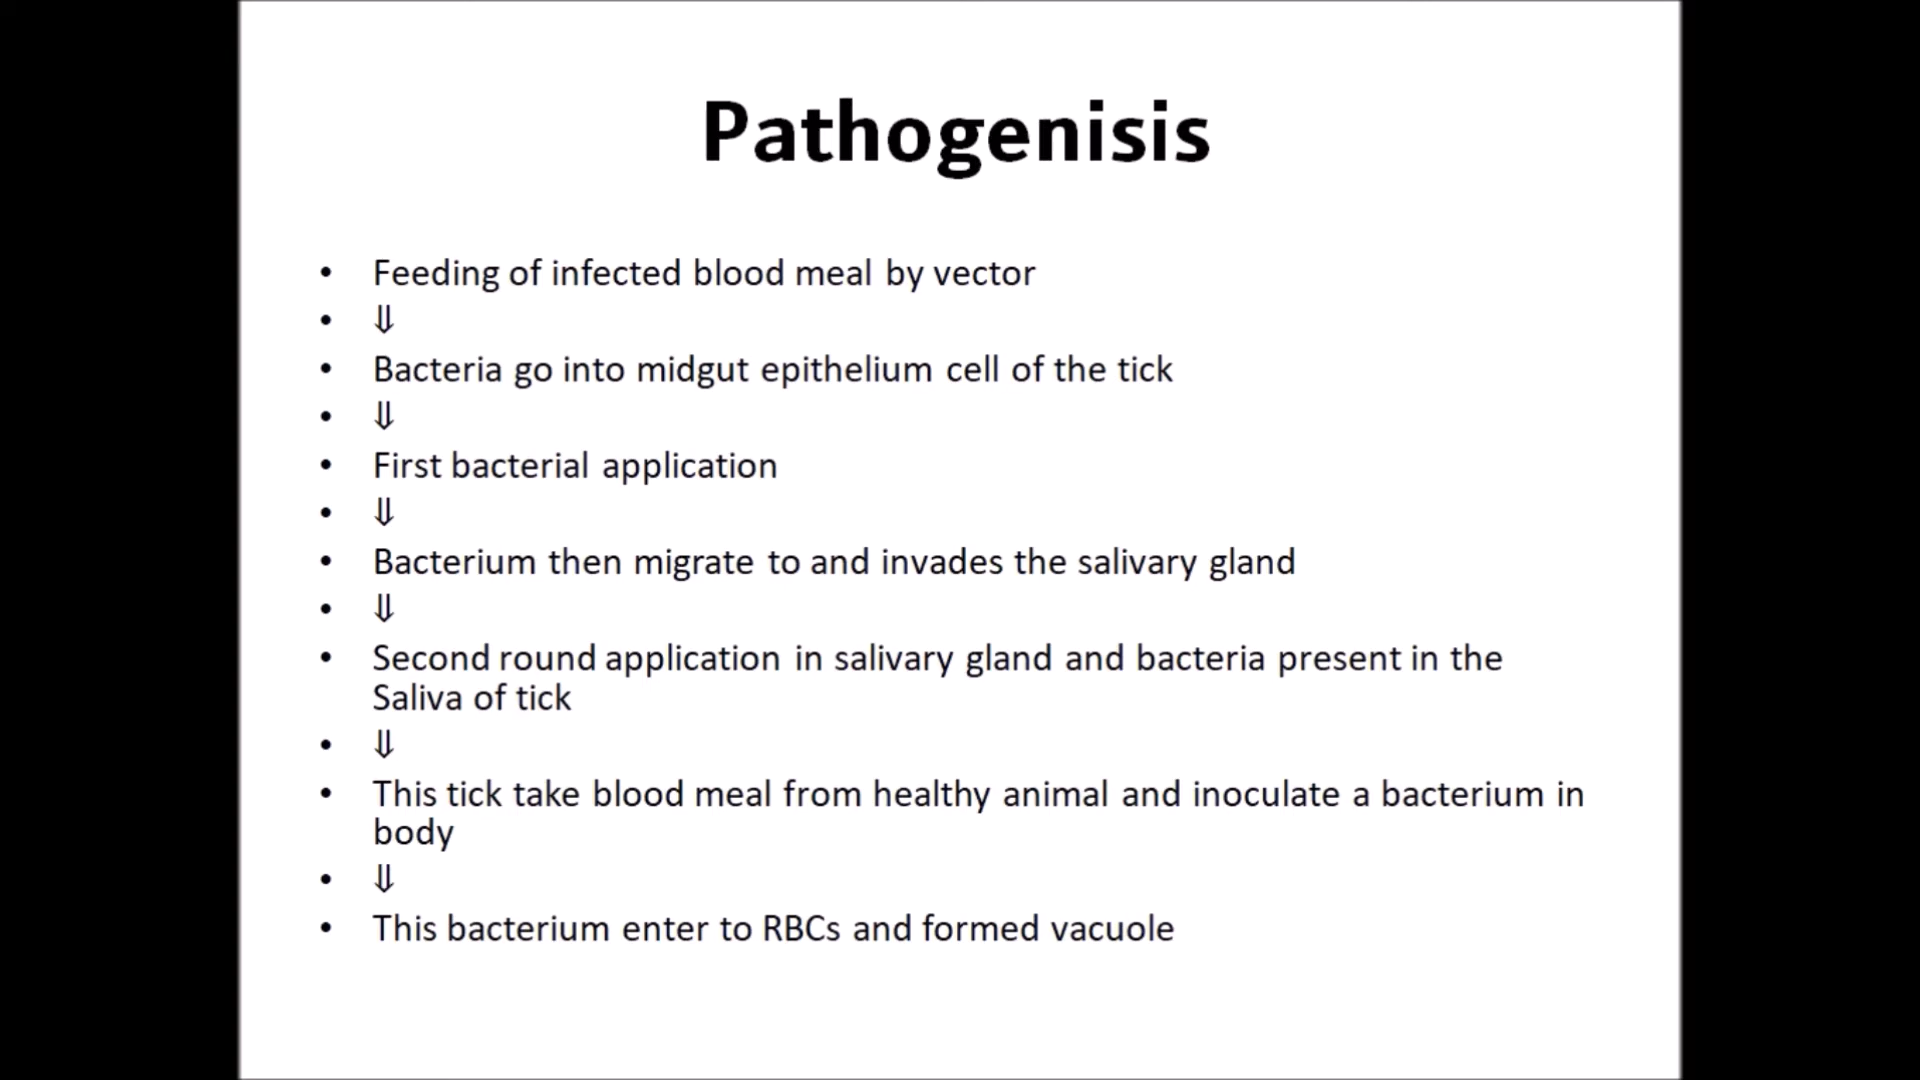 Pathogenisis
• Feeding of infected blood meal by vector
• ⇓
• Bacteria go into midgut epithelium cell of the tick
• ⇓
• First bacterial application
• ⇓
• Bacterium then migrate to and invades the salivary gland
• ⇓
• Second round application in salivary gland and bacteria present in the
Saliva of tick
• ⇓
• This tick take blood meal from healthy animal and inoculate a bacterium in
body
• ⇓
• This bacterium enter to RBCs and formed vacuole